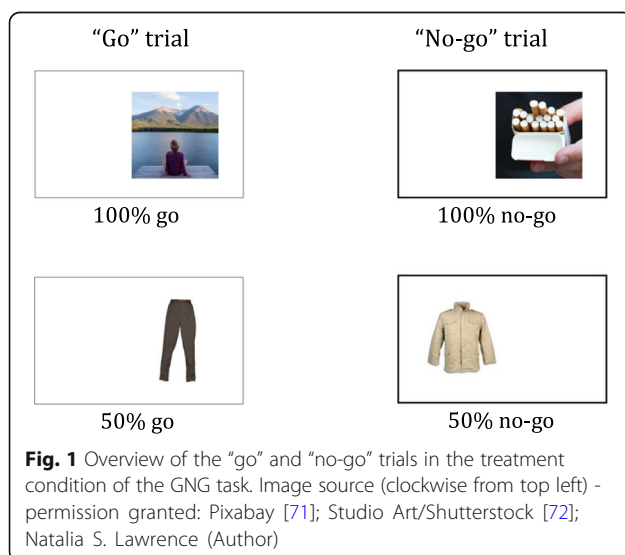 “Go” trial
“No-go” trial
100% go
100% no-go
50% go
50% no-go
Fig. 1 Overview of the “go” and “no-go” trials in the treatment
condition of the GNG task. Image source (clockwise from top left) -
permission granted: Pixabay [71]; Studio Art/Shutterstock [72];
Natalia S. Lawrence (Author)